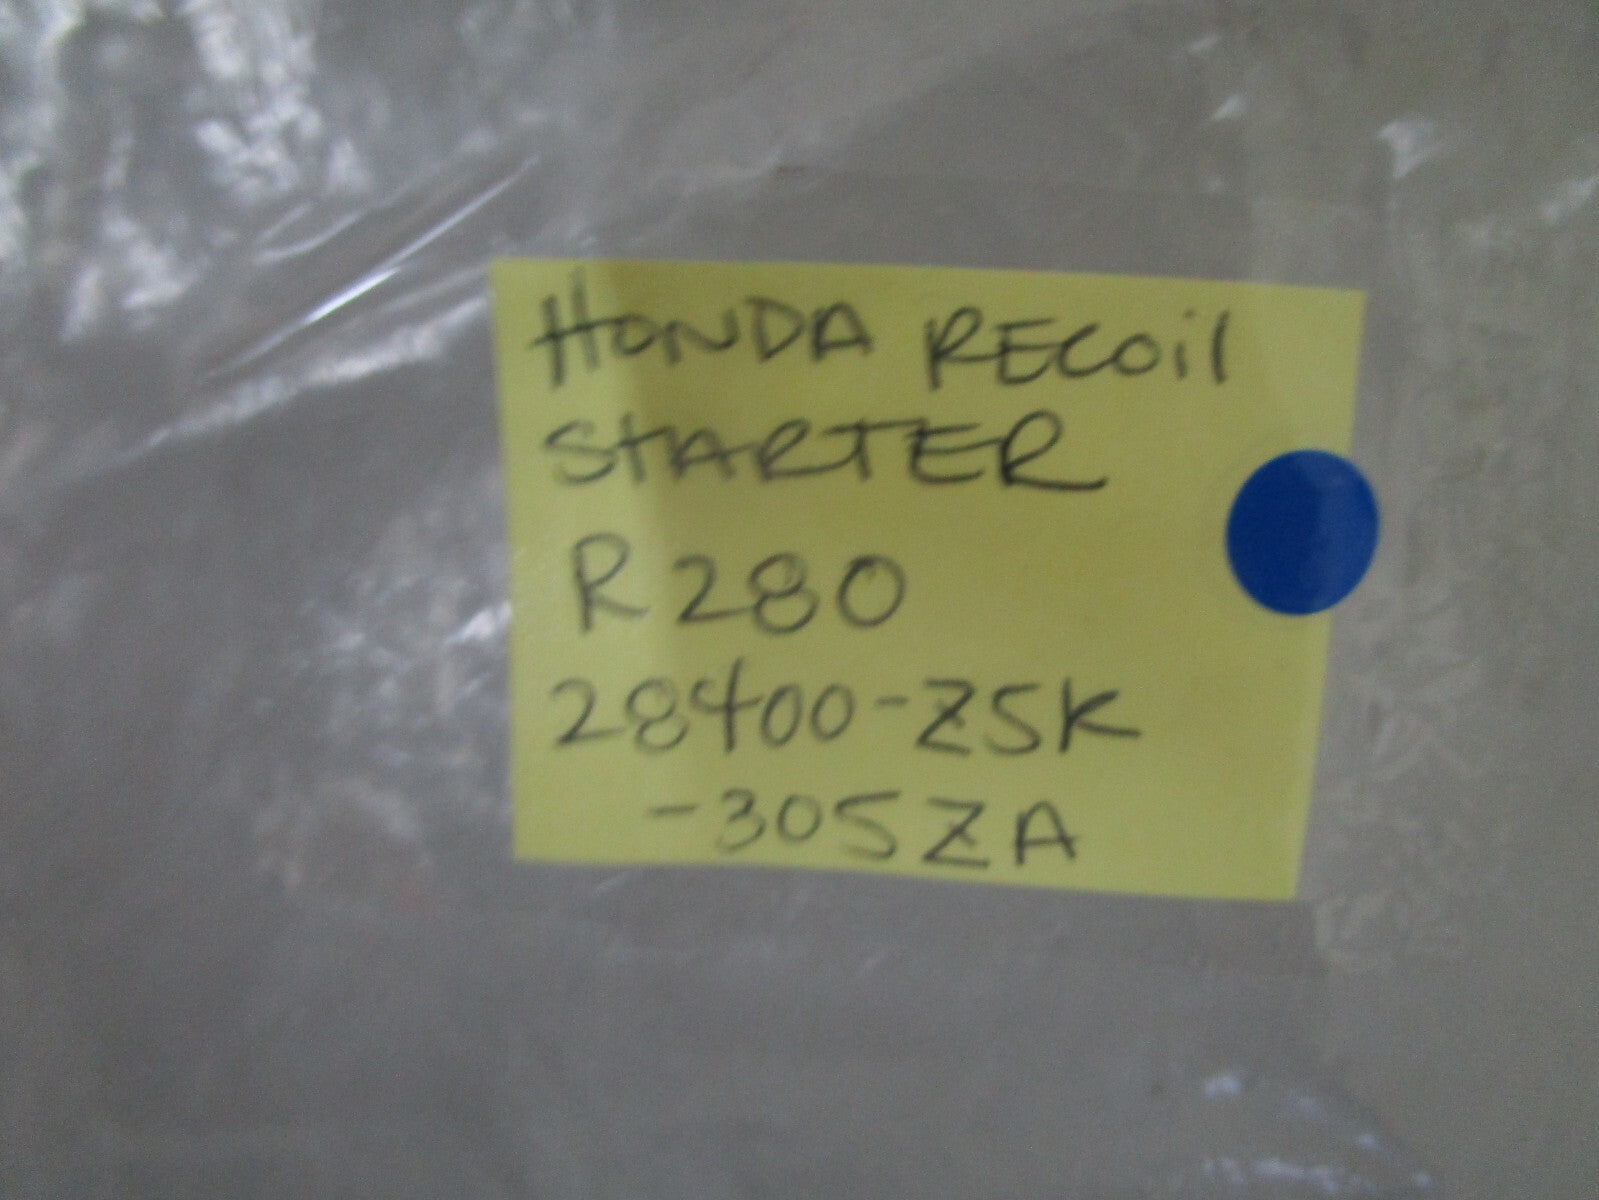 HONDA RECOil
STARTER
R280
28400-Z5K
-305ZA